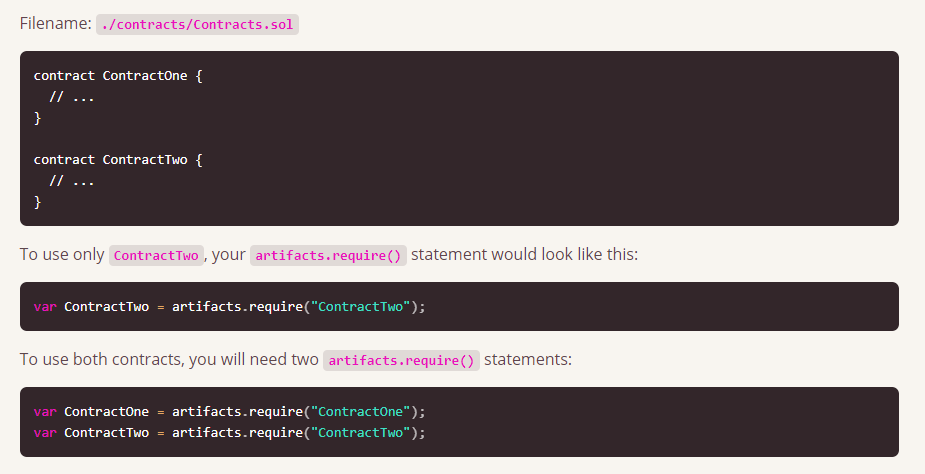 Filename: ./contracts/Contracts.sol
contract ContractOne {
  // ...
}
contract ContractTwo {
  // ...
}
To use only ContractTwo, your artifacts.require() statement would look like this:
var ContractTwo = artifacts.require("ContractTwo");
To use both contracts, you will need two artifacts.require() statements:
var ContractOne = artifacts.require("ContractOne");
var ContractTwo = artifacts.require("ContractTwo");